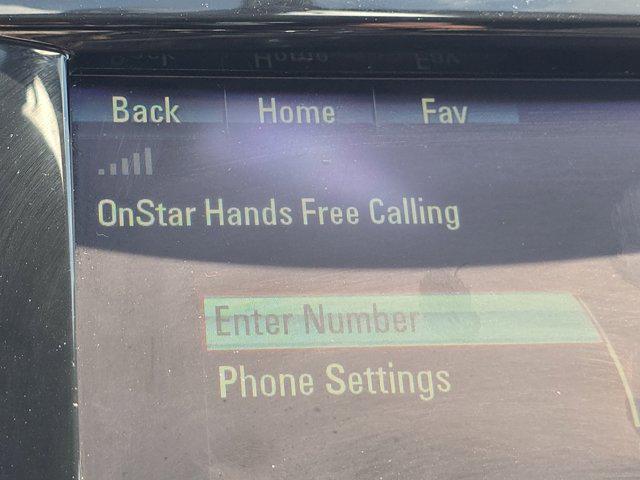 Back Home Fav
OnStar Hands Free Calling
Enter Number
Phone Settings